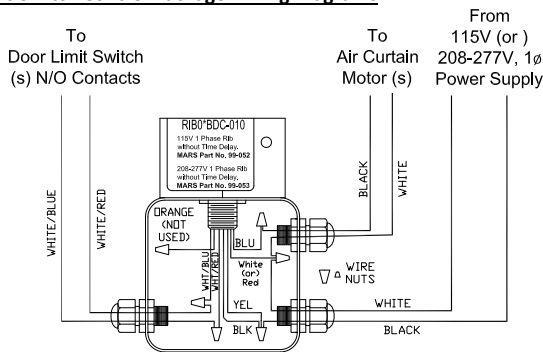 To
Door Limit Switch
(s) N/O Contacts
To
Air Curtain
Motor (s)
From
115V (or )
208-277V, 1ø
Power Supply
RIB0*BDC-010
115V 1 Phase Rib
without Time Delay.
MARS Part No. 99-052
208-277V 1 Phase Rib
without Time Delay.
MARS Part No. 99-053
WHITE/BLUE
WHITE/RED
ORANGE
(NOT
USED)
WHT/BLU
WHT/RED
BLU
White
(or)
Red
YEL
BLK
BLACK
WHITE
WIRE
NUTS
WHITE
BLACK